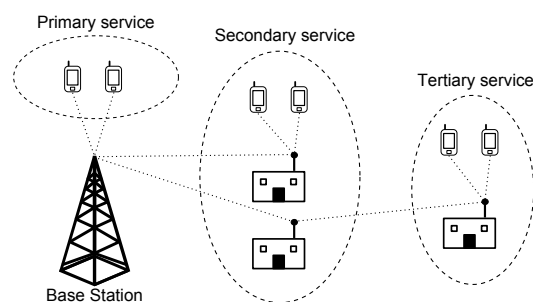 Primary service
Secondary service
Tertiary service
Base Station